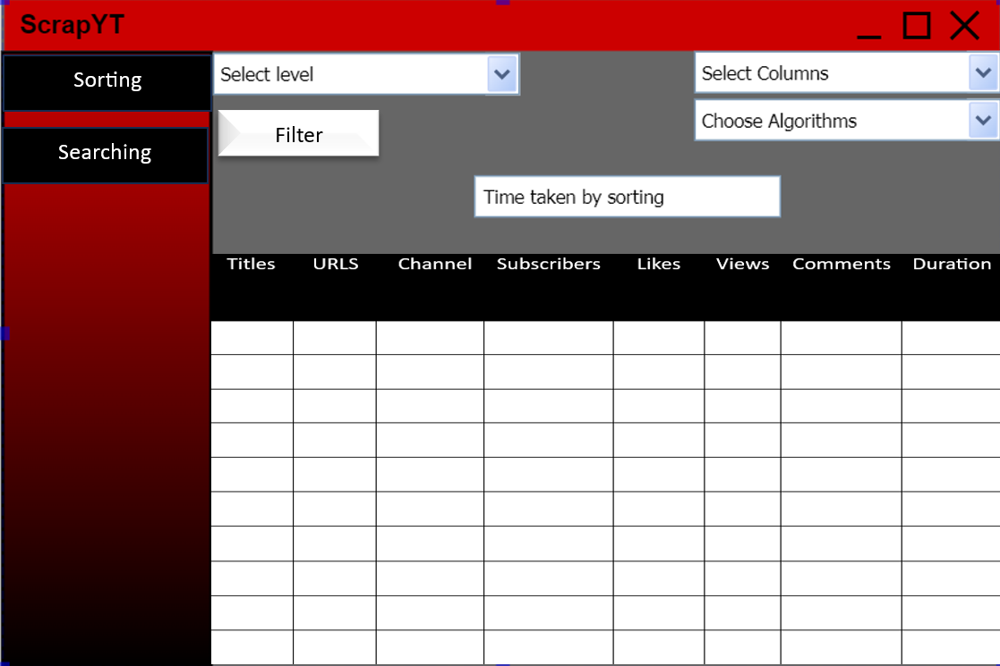 ScrapYT
Sorting
Select level
Select Columns
Choose Algorithms
Filter
Searching
Time taken by sorting
Titles URLS Channel Subscribers Likes Views Comments Duration